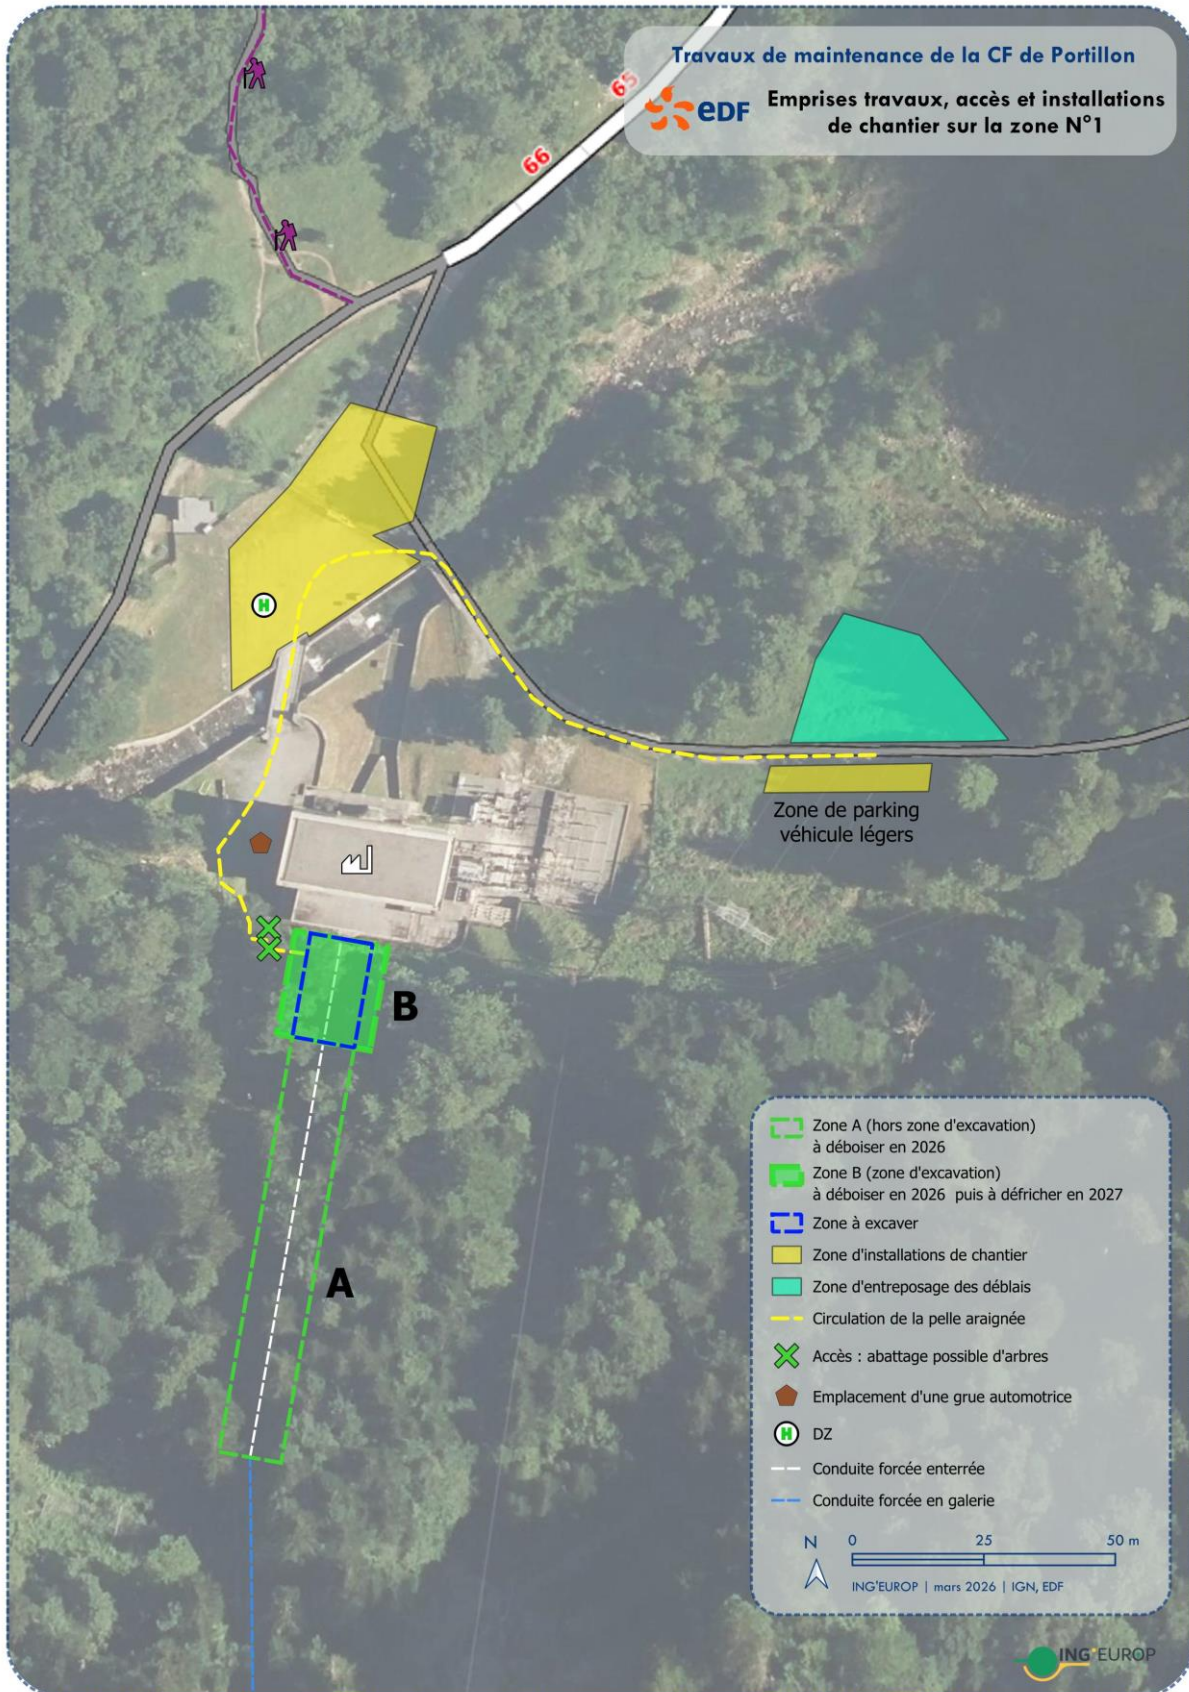 Travaux de maintenance de la CF de Portillon
eDF
Emprises travaux, accès et installations
de chantier sur la zone N°1
65
66
H
Zone de parking
véhicule légers
B
A
Zone A (hors zone d'excavation)
à déboiser en 2026
Zone B (zone d'excavation)
à déboiser en 2026 puis à défricher en 2027
Zone à excaver
Zone d'installations de chantier
Zone d'entreposage des déblais
Circulation de la pelle araignée
Accès : abattage possible d'arbres
Emplacement d'une grue automotrice
H DZ
Conduite forcée enterrée
Conduite forcée en galerie
N 0 25 50 m
ING'EUROP | mars 2026 | IGN, EDF
ING'EUROP